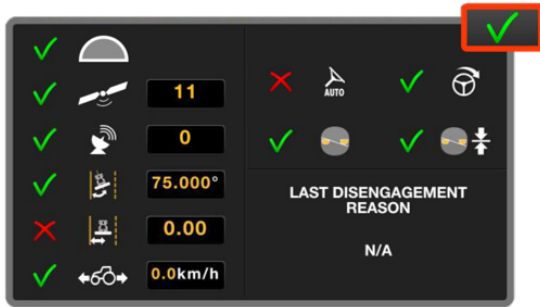 11
0
75.000°
0.00
0.0km/h
AUTO
LAST DISENGAGEMENT
REASON
N/A